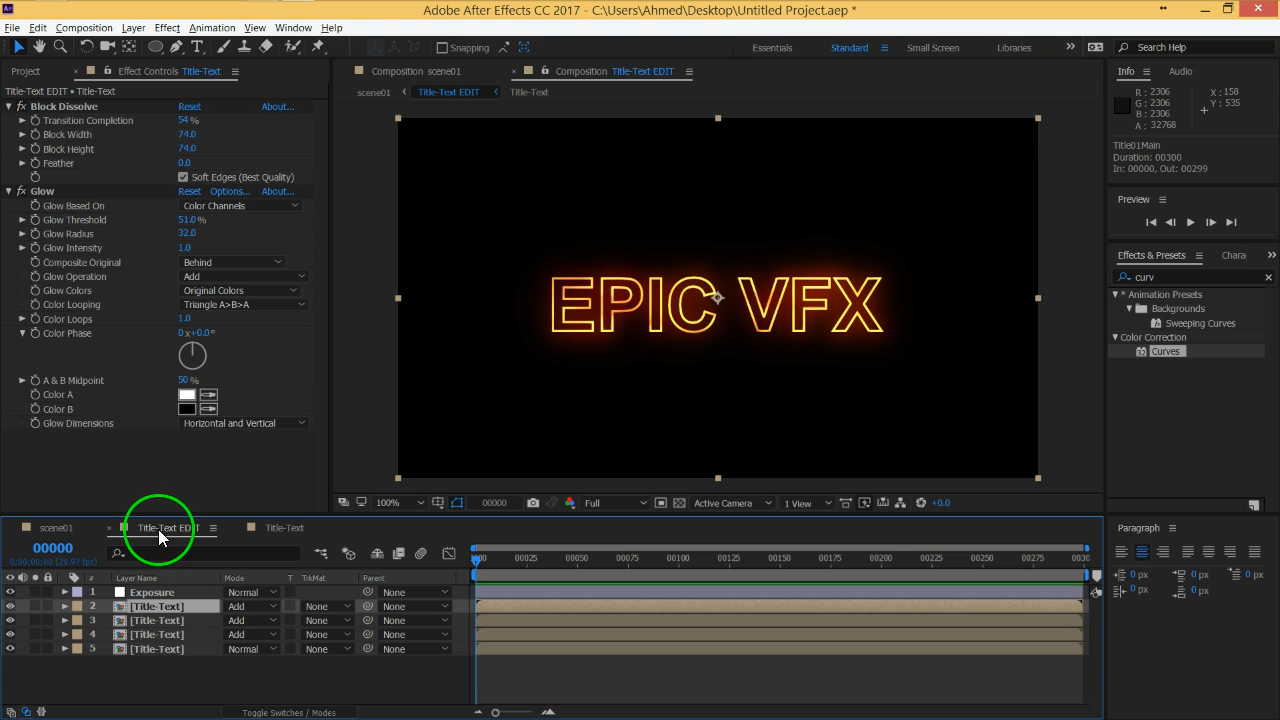 Adobe After Effects CC 2017 - C:\Users\Ahmed\Desktop\Untitled Project.aep *
File Edit Composition Layer Effect Animation View Window Help
Snapping
Essentials Standard Small Screen Libraries Search Help
Project Effect Controls Title-Text
Composition scene01 Composition Title-Text EDIT
Info Audio
Title-Text EDIT • Title-Text
scene01 Title-Text EDIT Title-Text
R : 2306 X : 158
G : 2306 Y : 535
B : 2306
A : 32768
Title01Main
Duration: 00300
In: 00000, Out: 00299
Block Dissolve Reset About...
Transition Completion 54 %
Block Width 74.0
Block Height 74.0
Feather 0.0
Soft Edges (Best Quality)
Glow Reset Options... About...
Glow Based On Color Channels
Glow Threshold 51.0 %
Glow Radius 32.0
Glow Intensity 1.0
Composite Original Behind
Glow Operation Add
Glow Colors Original Colors
Color Looping Triangle A>B>A
Color Loops 1.0
Color Phase 0 x+0.0 °
A & B Midpoint 50 %
Color A
Color B
Glow Dimensions Horizontal and Vertical
EPIC VFX
100% 00000 Full Active Camera 1 View +0.0
Preview
Effects & Presets Chara
curv
* Animation Presets
Backgrounds
Sweeping Curves
Color Correction
32 Curves
scene01 Title-Text EDIT Title-Text
00000
0;00;00;00 (29.97 fps)
00025 00050 00075 00100 00125 00150 00175 00200 00225 00250 00275 0030
# Layer Name Mode T TrkMat Parent
1 Exposure Normal None
2 [Title-Text] Add None None
3 [Title-Text] Add None None
4 [Title-Text] Add None None
5 [Title-Text] Normal None None
Toggle Switches / Modes
Paragraph
0 px 0 px 0 px
0 px 0 px